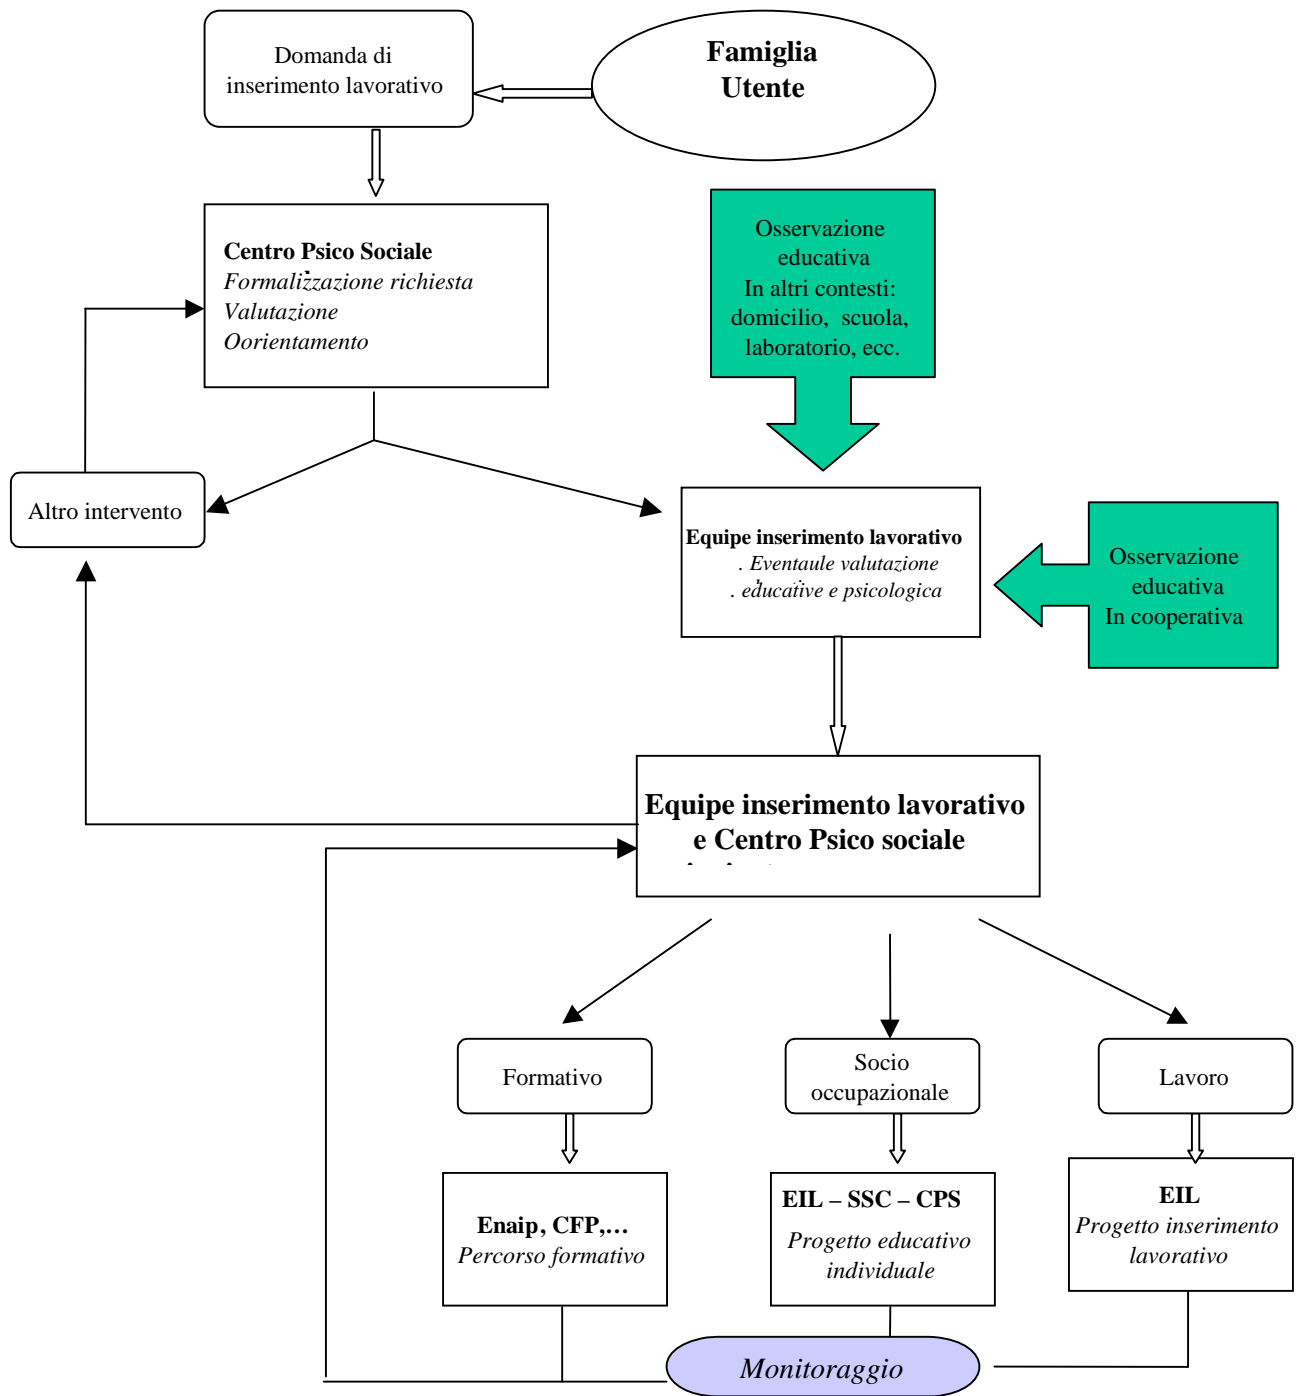 Domanda di
inserimento lavorativo
Famiglia
Utente
Centro Psico Sociale
Formalizzazione richiesta
Valutazione
Oorientamento
Osservazione
educativa
In altri contesti:
domicilio, scuola,
laboratorio, ecc.
Altro intervento
Equipe inserimento lavorativo
. Eventaule valutazione
. educative e psicologica
Osservazione
educativa
In cooperativa
Equipe inserimento lavorativo
e Centro Psico sociale
Formativo
Socio
occupazionale
Lavoro
Enaip, CFP,…
Percorso formativo
EIL – SSC – CPS
Progetto educativo
individuale
EIL
Progetto inserimento
lavorativo
Monitoraggio